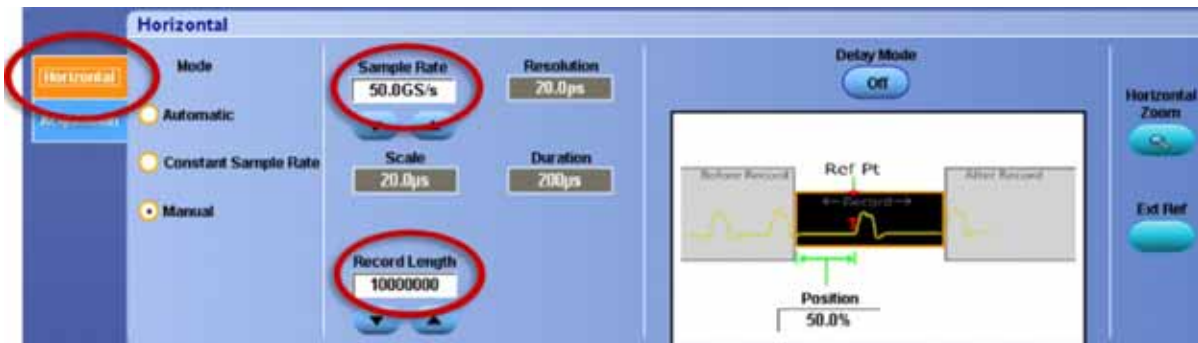 Horizontal
Horizontal
Mode
Automatic
Constant Sample Rate
Manual
Sample Rate
50.0GS/s
Resolution
20.0ps
Scale
20.0µs
Duration
200µs
Record Length
10000000
Delay Mode
Off
Before Record
Ref Pt
After Record
←Record→
T
Position
50.0%
Horizontal
Zoom
Ext Ref